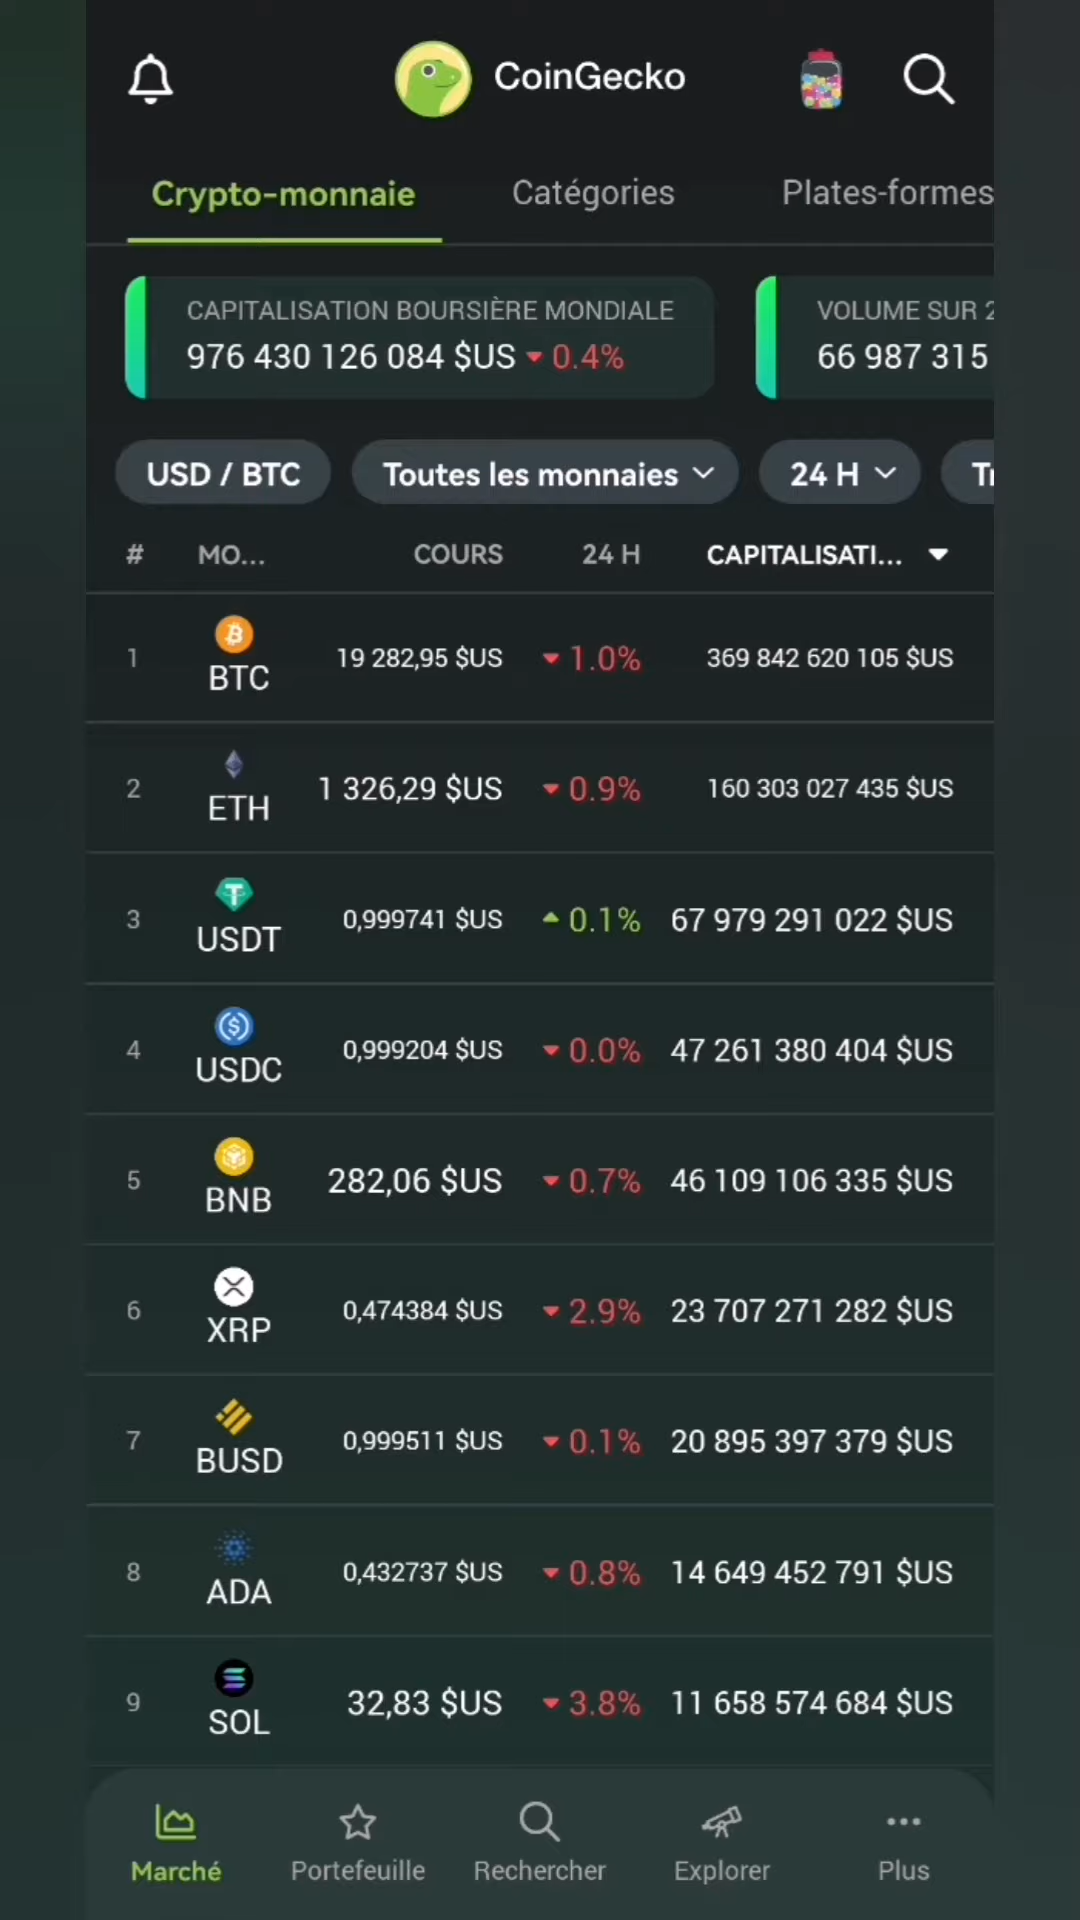 CoinGecko
Crypto-monnaie Catégories Plates-formes
CAPITALISATION BOURSIÈRE MONDIALE VOLUME SUR 2
976 430 126 084 $US 0.4% 66 987 315
USD / BTC Toutes les monnaies 24 H Tr
# MO... COURS 24 H CAPITALISATI...
1 BTC 19 282,95 $US 1.0% 369 842 620 105 $US
2 ETH 1 326,29 $US 0.9% 160 303 027 435 $US
3 USDT 0,999741 $US 0.1% 67 979 291 022 $US
4 USDC 0,999204 $US 0.0% 47 261 380 404 $US
5 BNB 282,06 $US 0.7% 46 109 106 335 $US
6 XRP 0,474384 $US 2.9% 23 707 271 282 $US
7 BUSD 0,999511 $US 0.1% 20 895 397 379 $US
8 ADA 0,432737 $US 0.8% 14 649 452 791 $US
9 SOL 32,83 $US 3.8% 11 658 574 684 $US
Marché Portefeuille Rechercher Explorer Plus